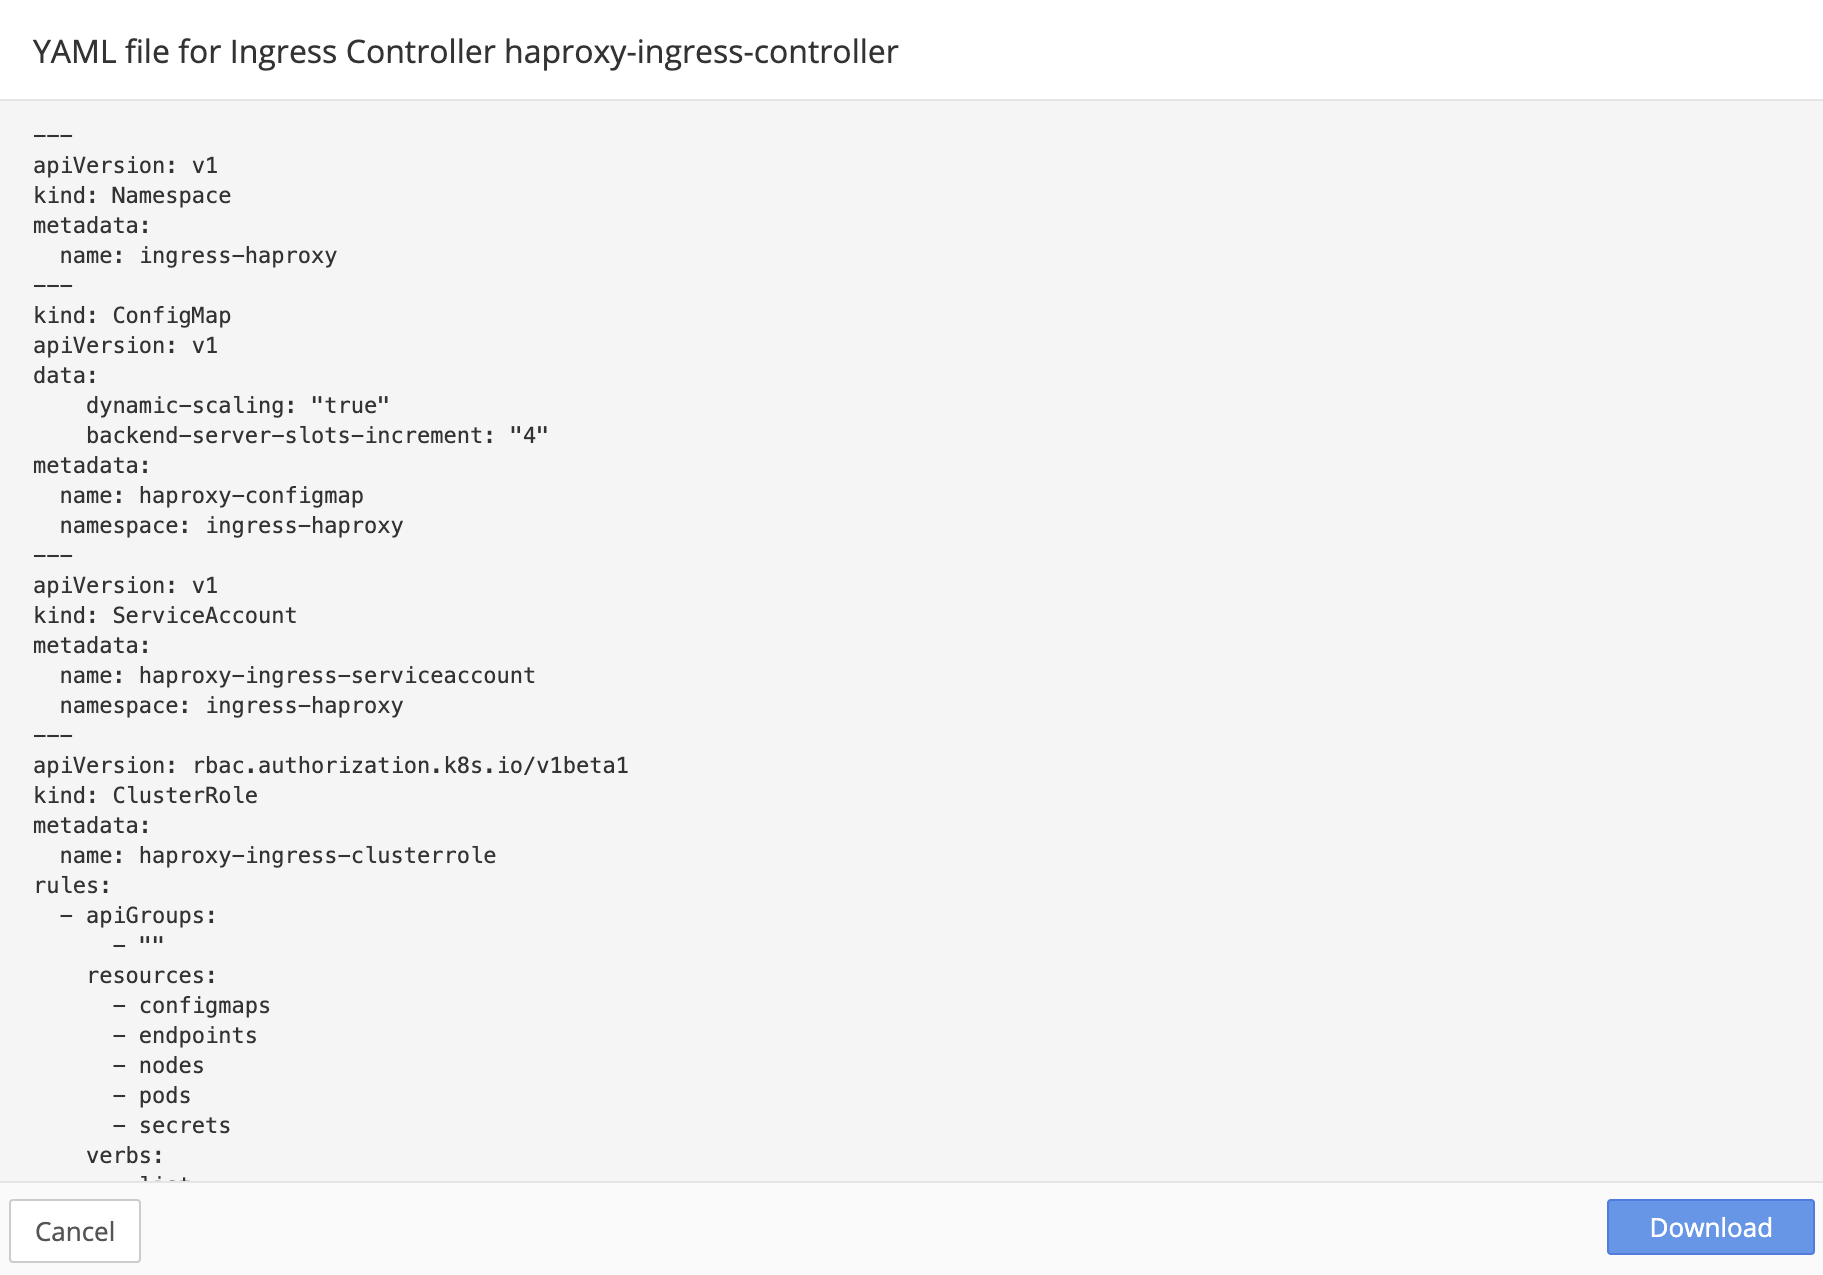 YAML file for Ingress Controller haproxy-ingress-controller
---
apiVersion: v1
kind: Namespace
metadata:
  name: ingress-haproxy
---
kind: ConfigMap
apiVersion: v1
data:
    dynamic-scaling: "true"
    backend-server-slots-increment: "4"
metadata:
  name: haproxy-configmap
  namespace: ingress-haproxy
---
apiVersion: v1
kind: ServiceAccount
metadata:
  name: haproxy-ingress-serviceaccount
  namespace: ingress-haproxy
---
apiVersion: rbac.authorization.k8s.io/v1beta1
kind: ClusterRole
metadata:
  name: haproxy-ingress-clusterrole
rules:
  - apiGroups:
      - ""
    resources:
      - configmaps
      - endpoints
      - nodes
      - pods
      - secrets
    verbs:
Cancel
Download